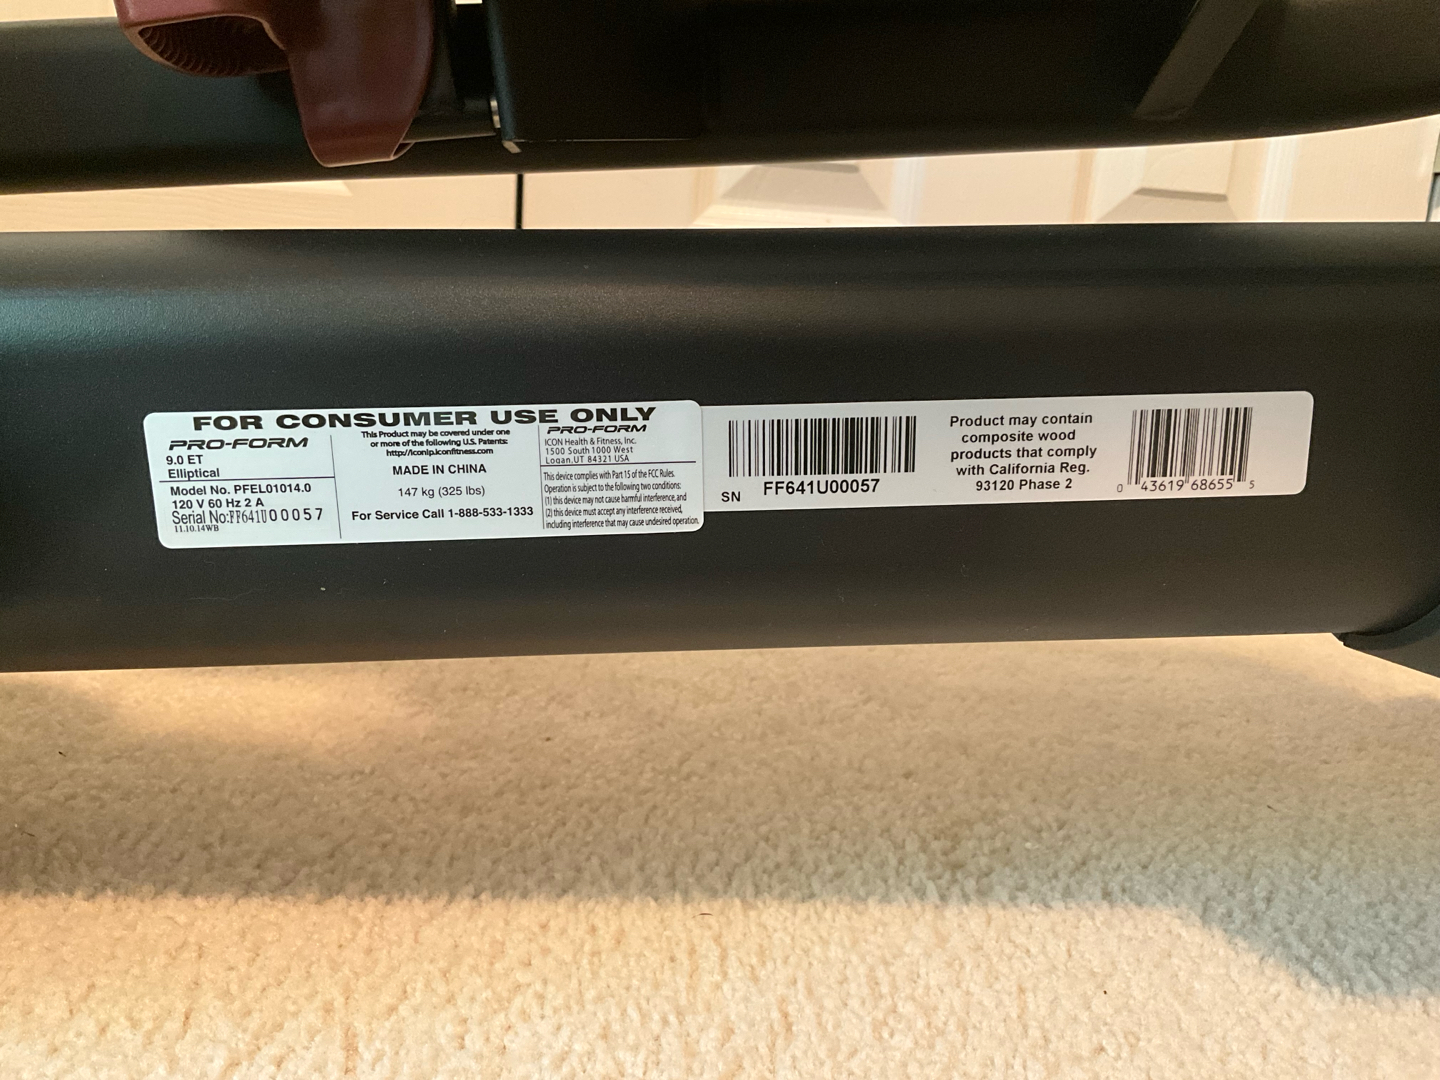 FOR CONSUMER USE ONLY
PRO-FORM
9.0 ET
Elliptical
Model No. PFEL01014.0
120 V 60 Hz 2 A
Serial No:FF641U00057
11.10.14WB
This Product may be covered under one
or more of the following U.S. Patents:
http://iconip.iconfitness.com
MADE IN CHINA
147 kg (325 lbs)
For Service Call 1-888-533-1333
PRO-FORM
ICON Health & Fitness, Inc.
1500 South 1000 West
Logan, UT 84321 USA
This device complies with Part 15 of the FCC Rules.
Operation is subject to the following two conditions:
(1) this device may not cause harmful interference, and
(2) this device must accept any interference received,
including interference that may cause undesired operation.
SN FF641U00057
Product may contain
composite wood
products that comply
with California Reg.
93120 Phase 2
0 43619 68655 5